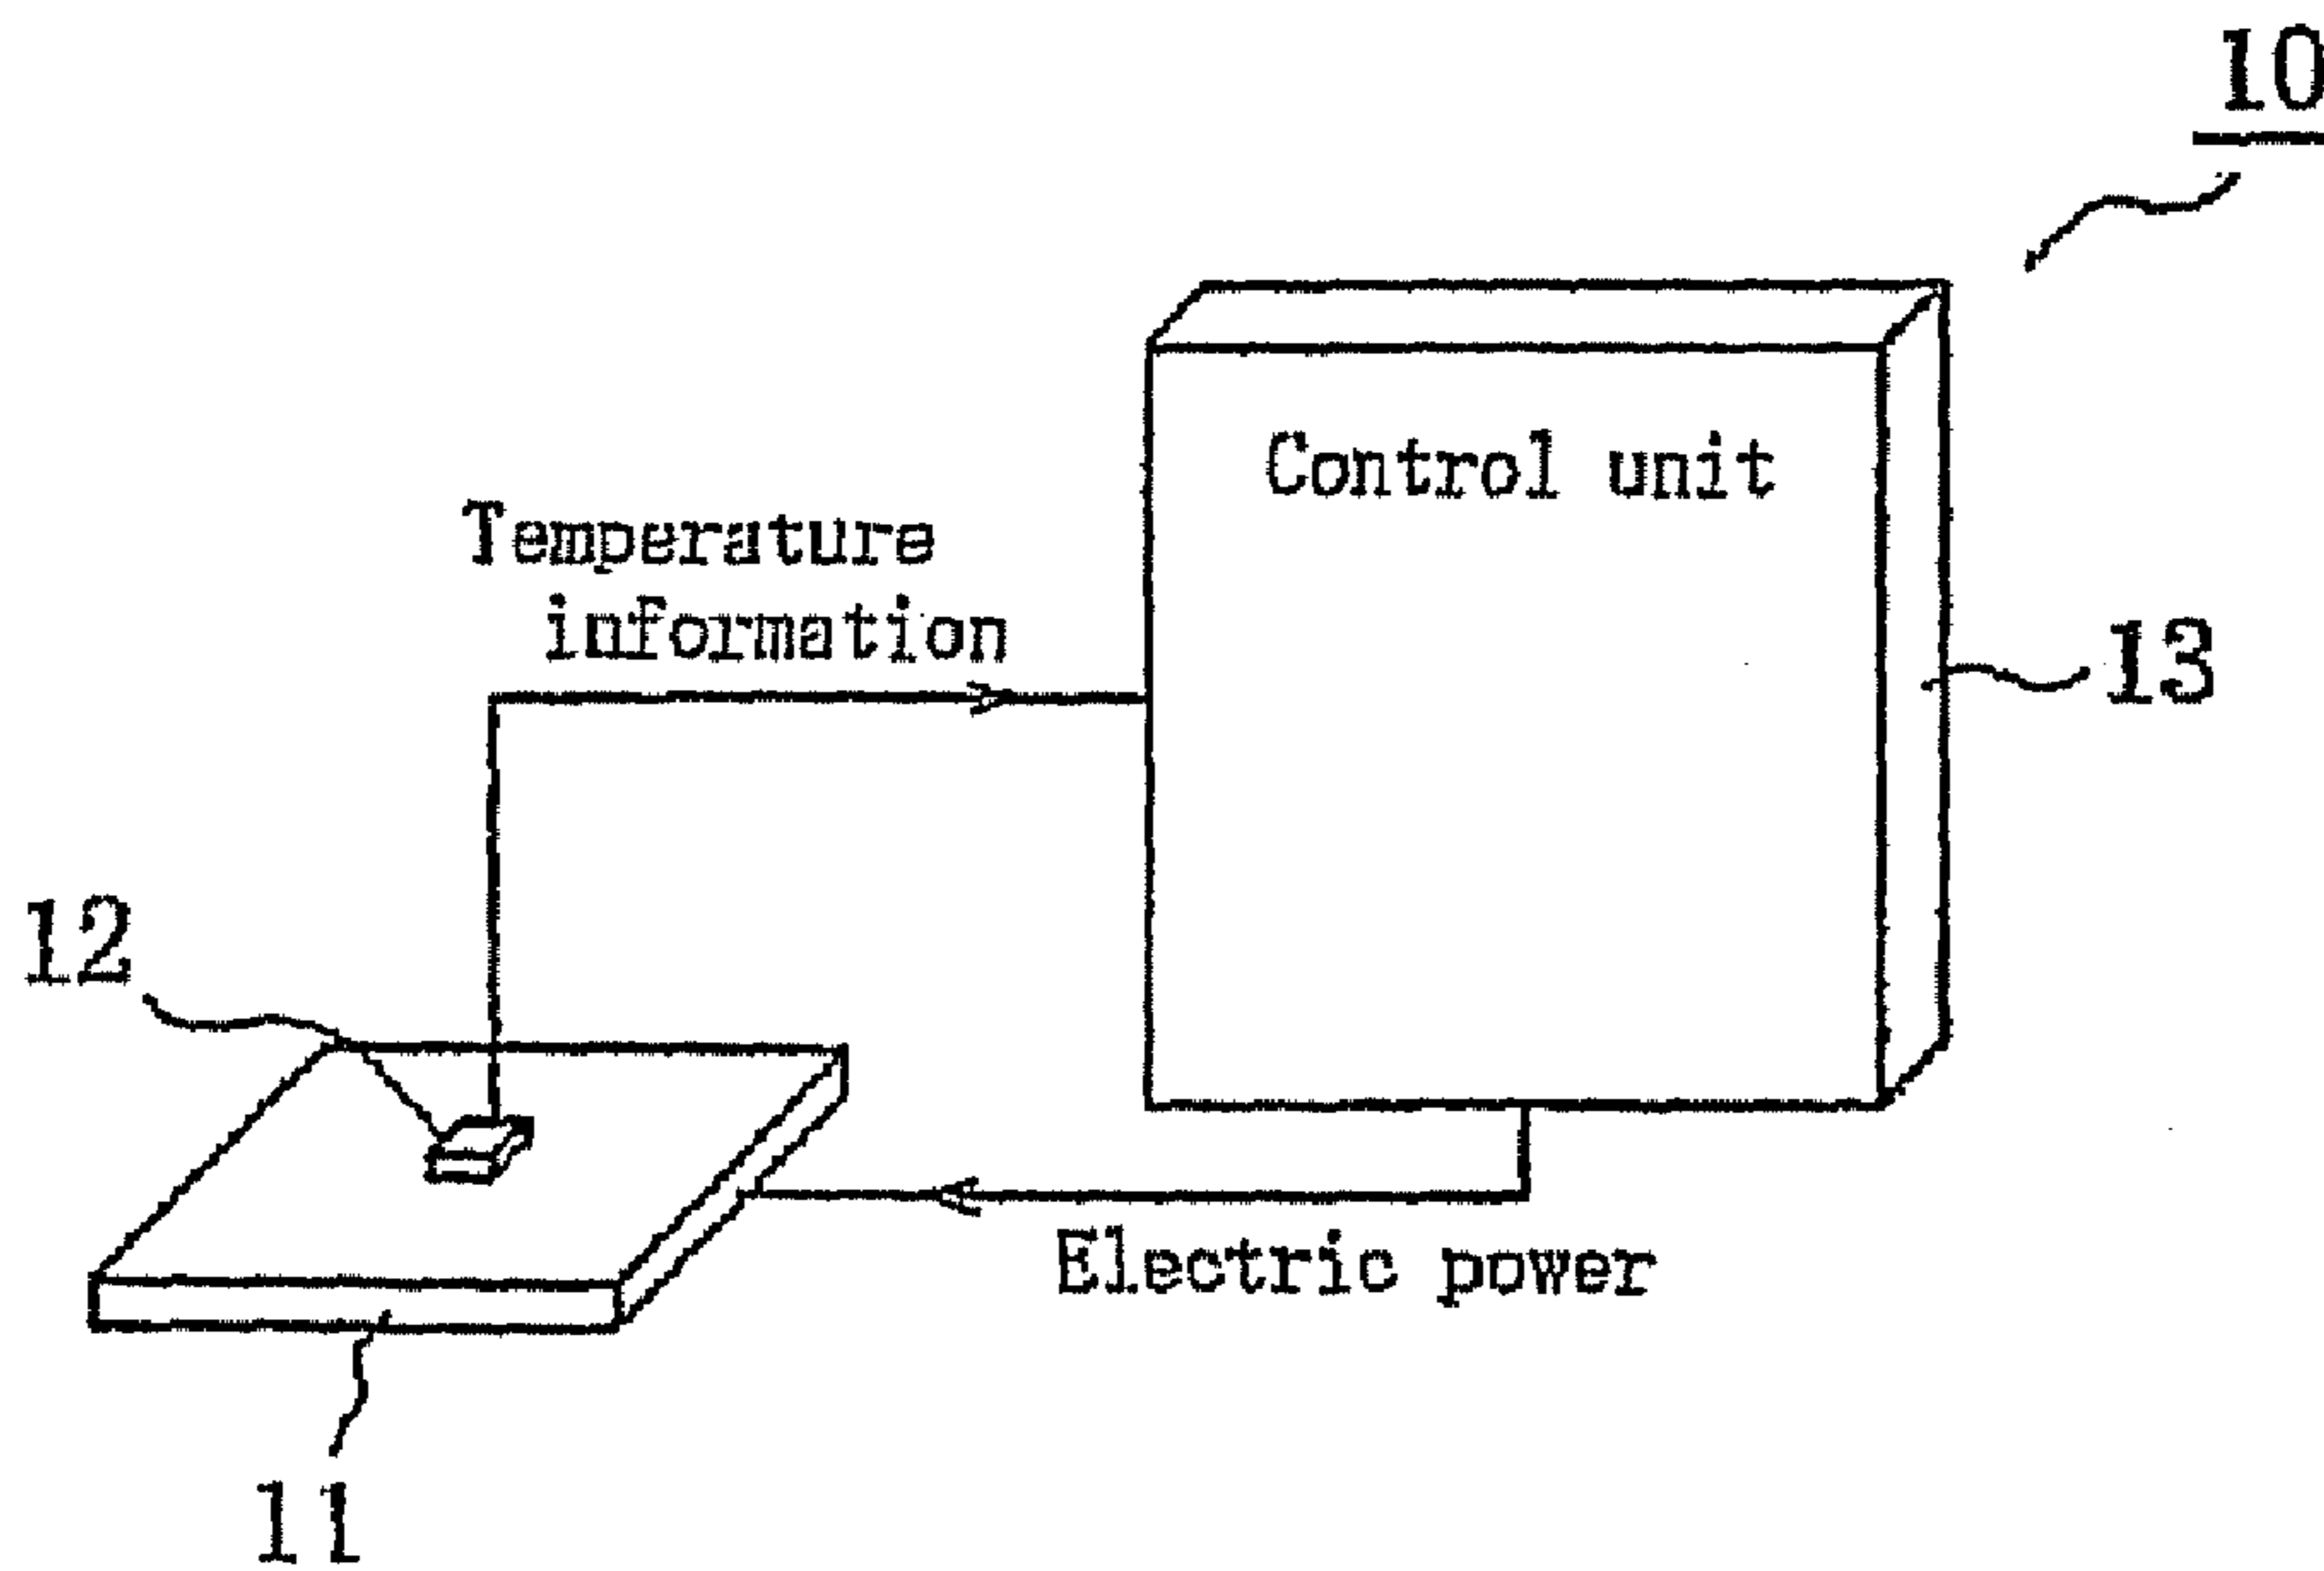 10
Control unit
Temperature
information
13
12
Electric power
11